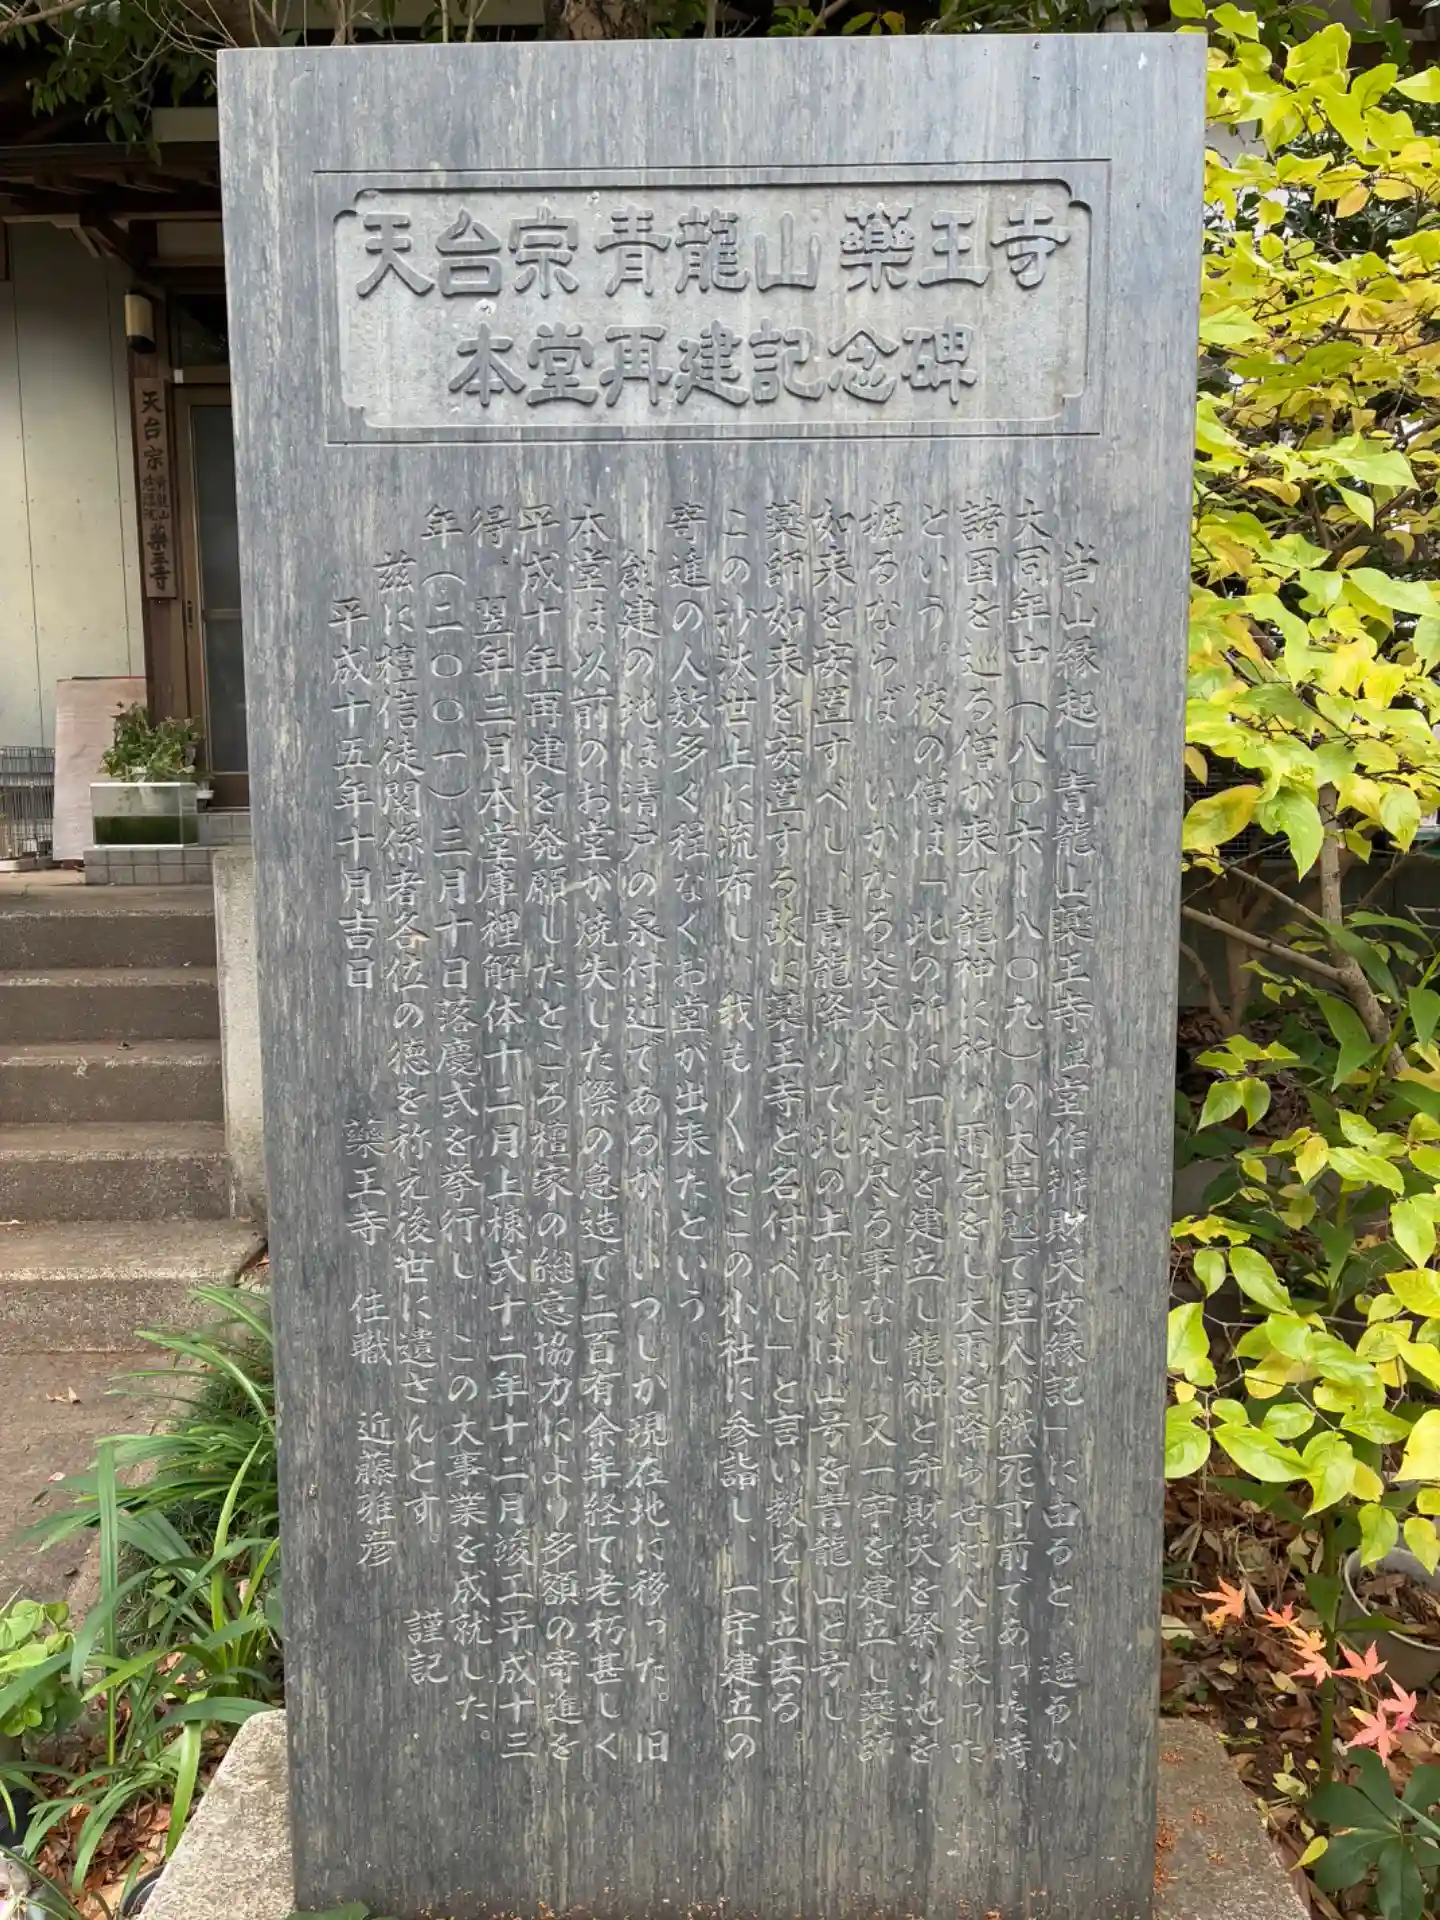 天台宗 青龍山 薬王寺
本堂再建記念碑
当山縁起「青龍山薬王寺並堂作辨財天女縁記」に由ると、遥るか
大同年中（八〇六ー八〇九）の大旱魃で里人が餓死寸前であった時
諸国を巡る僧が来て龍神に祈り雨乞をし大雨を降らせ村人を救った
という。彼の僧は「此の所に一社を建立し龍神と弁財天を祭り池を
掘るならば、いかなる炎天にも水尽る事なし、又一宇を建立し薬師
如来を安置すべし、青龍降りて此の土なれば山号を青龍山と号し
薬師如来を安置する故に薬王寺と名付べし」と言い教えて立去る。
この沙汰世上に流布し、我も〱とこの小社に参詣し、一宇建立の
寄進の人数多く程なくお堂が出来たという。
創建の地は清戸の泉付近であるが、いつしか現在地に移った。旧
本堂は以前のお堂が焼失した際の急造で二百有余年経て老朽甚しく
平成十年再建を発願したところ檀家の総意協力により多額の寄進を
得、翌年三月本堂庫裡解体十二月上棟式十二年十二月竣工平成十三
年（二〇〇一）三月十日落慶式を挙行し、この大事業を成就した。
茲に檀信徒関係者各位の徳を称え後世に遺さんとす。 謹記
平成十五年十月吉日 薬王寺 住職 近藤雅彦
天台宗 青龍山 薬王寺